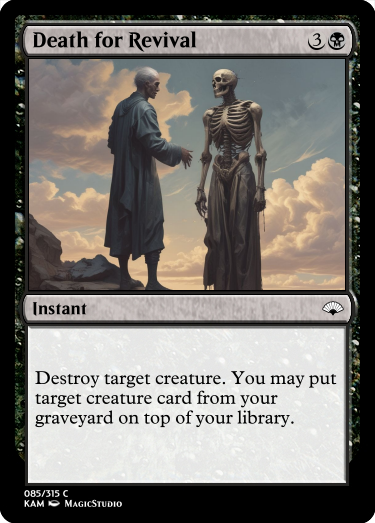 Death for Revival 3
Instant
Destroy target creature. You may put
target creature card from your
graveyard on top of your library.
085/315 C
KAM MagicStudio